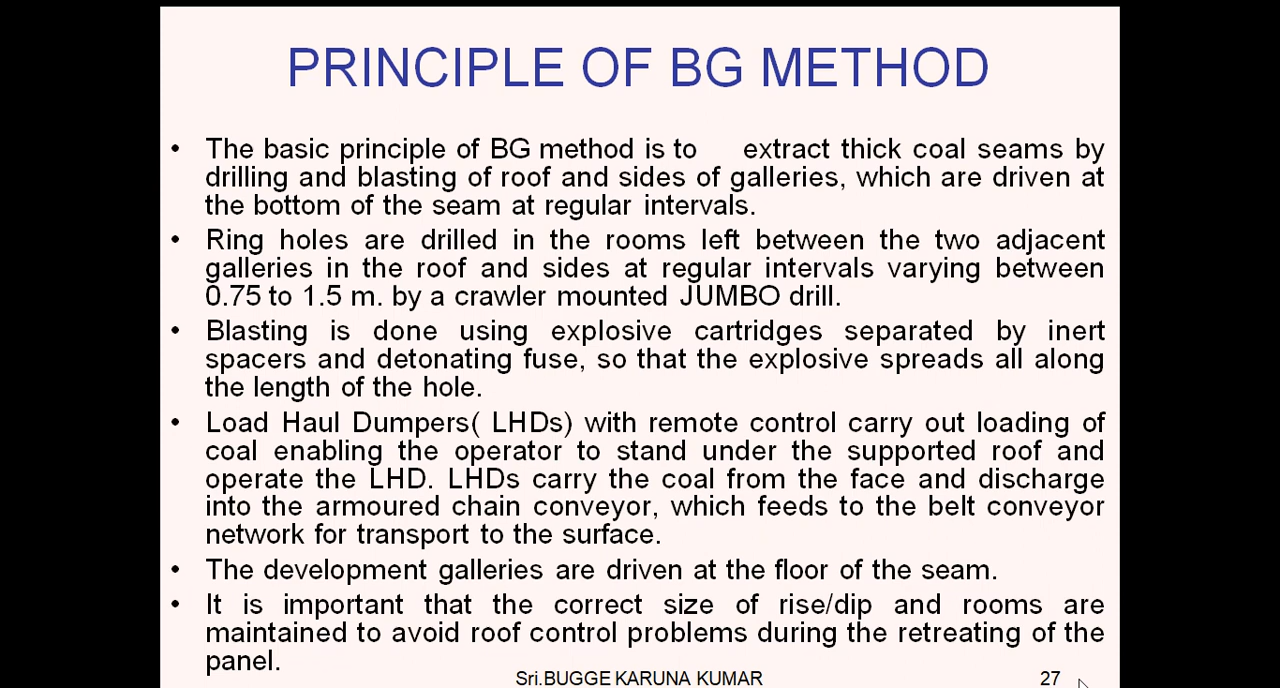 PRINCIPLE OF BG METHOD
• The basic principle of BG method is to extract thick coal seams by
drilling and blasting of roof and sides of galleries, which are driven at
the bottom of the seam at regular intervals.
• Ring holes are drilled in the rooms left between the two adjacent
galleries in the roof and sides at regular intervals varying between
0.75 to 1.5 m. by a crawler mounted JUMBO drill.
• Blasting is done using explosive cartridges separated by inert
spacers and detonating fuse, so that the explosive spreads all along
the length of the hole.
• Load Haul Dumpers( LHDs) with remote control carry out loading of
coal enabling the operator to stand under the supported roof and
operate the LHD. LHDs carry the coal from the face and discharge
into the armoured chain conveyor, which feeds to the belt conveyor
network for transport to the surface.
• The development galleries are driven at the floor of the seam.
• It is important that the correct size of rise/dip and rooms are
maintained to avoid roof control problems during the retreating of the
panel.
Sri.BUGGE KARUNA KUMAR 27